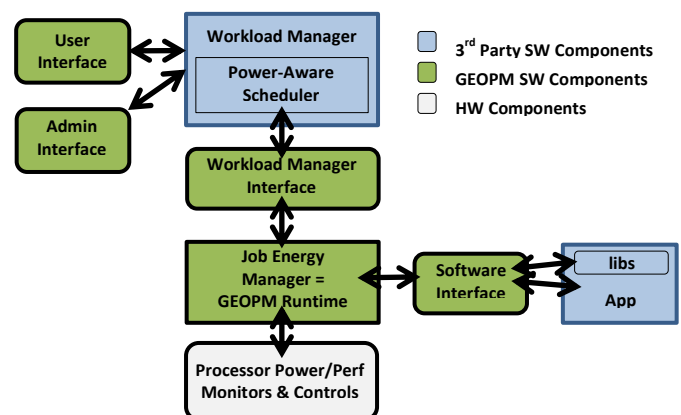 User
Interface
Admin
Interface
Workload Manager
Power-Aware
Scheduler
Workload Manager
Interface
Job Energy
Manager =
GEOPM Runtime
Processor Power/Perf
Monitors & Controls
Software
Interface
libs
App
3rd Party SW Components
GEOPM SW Components
HW Components